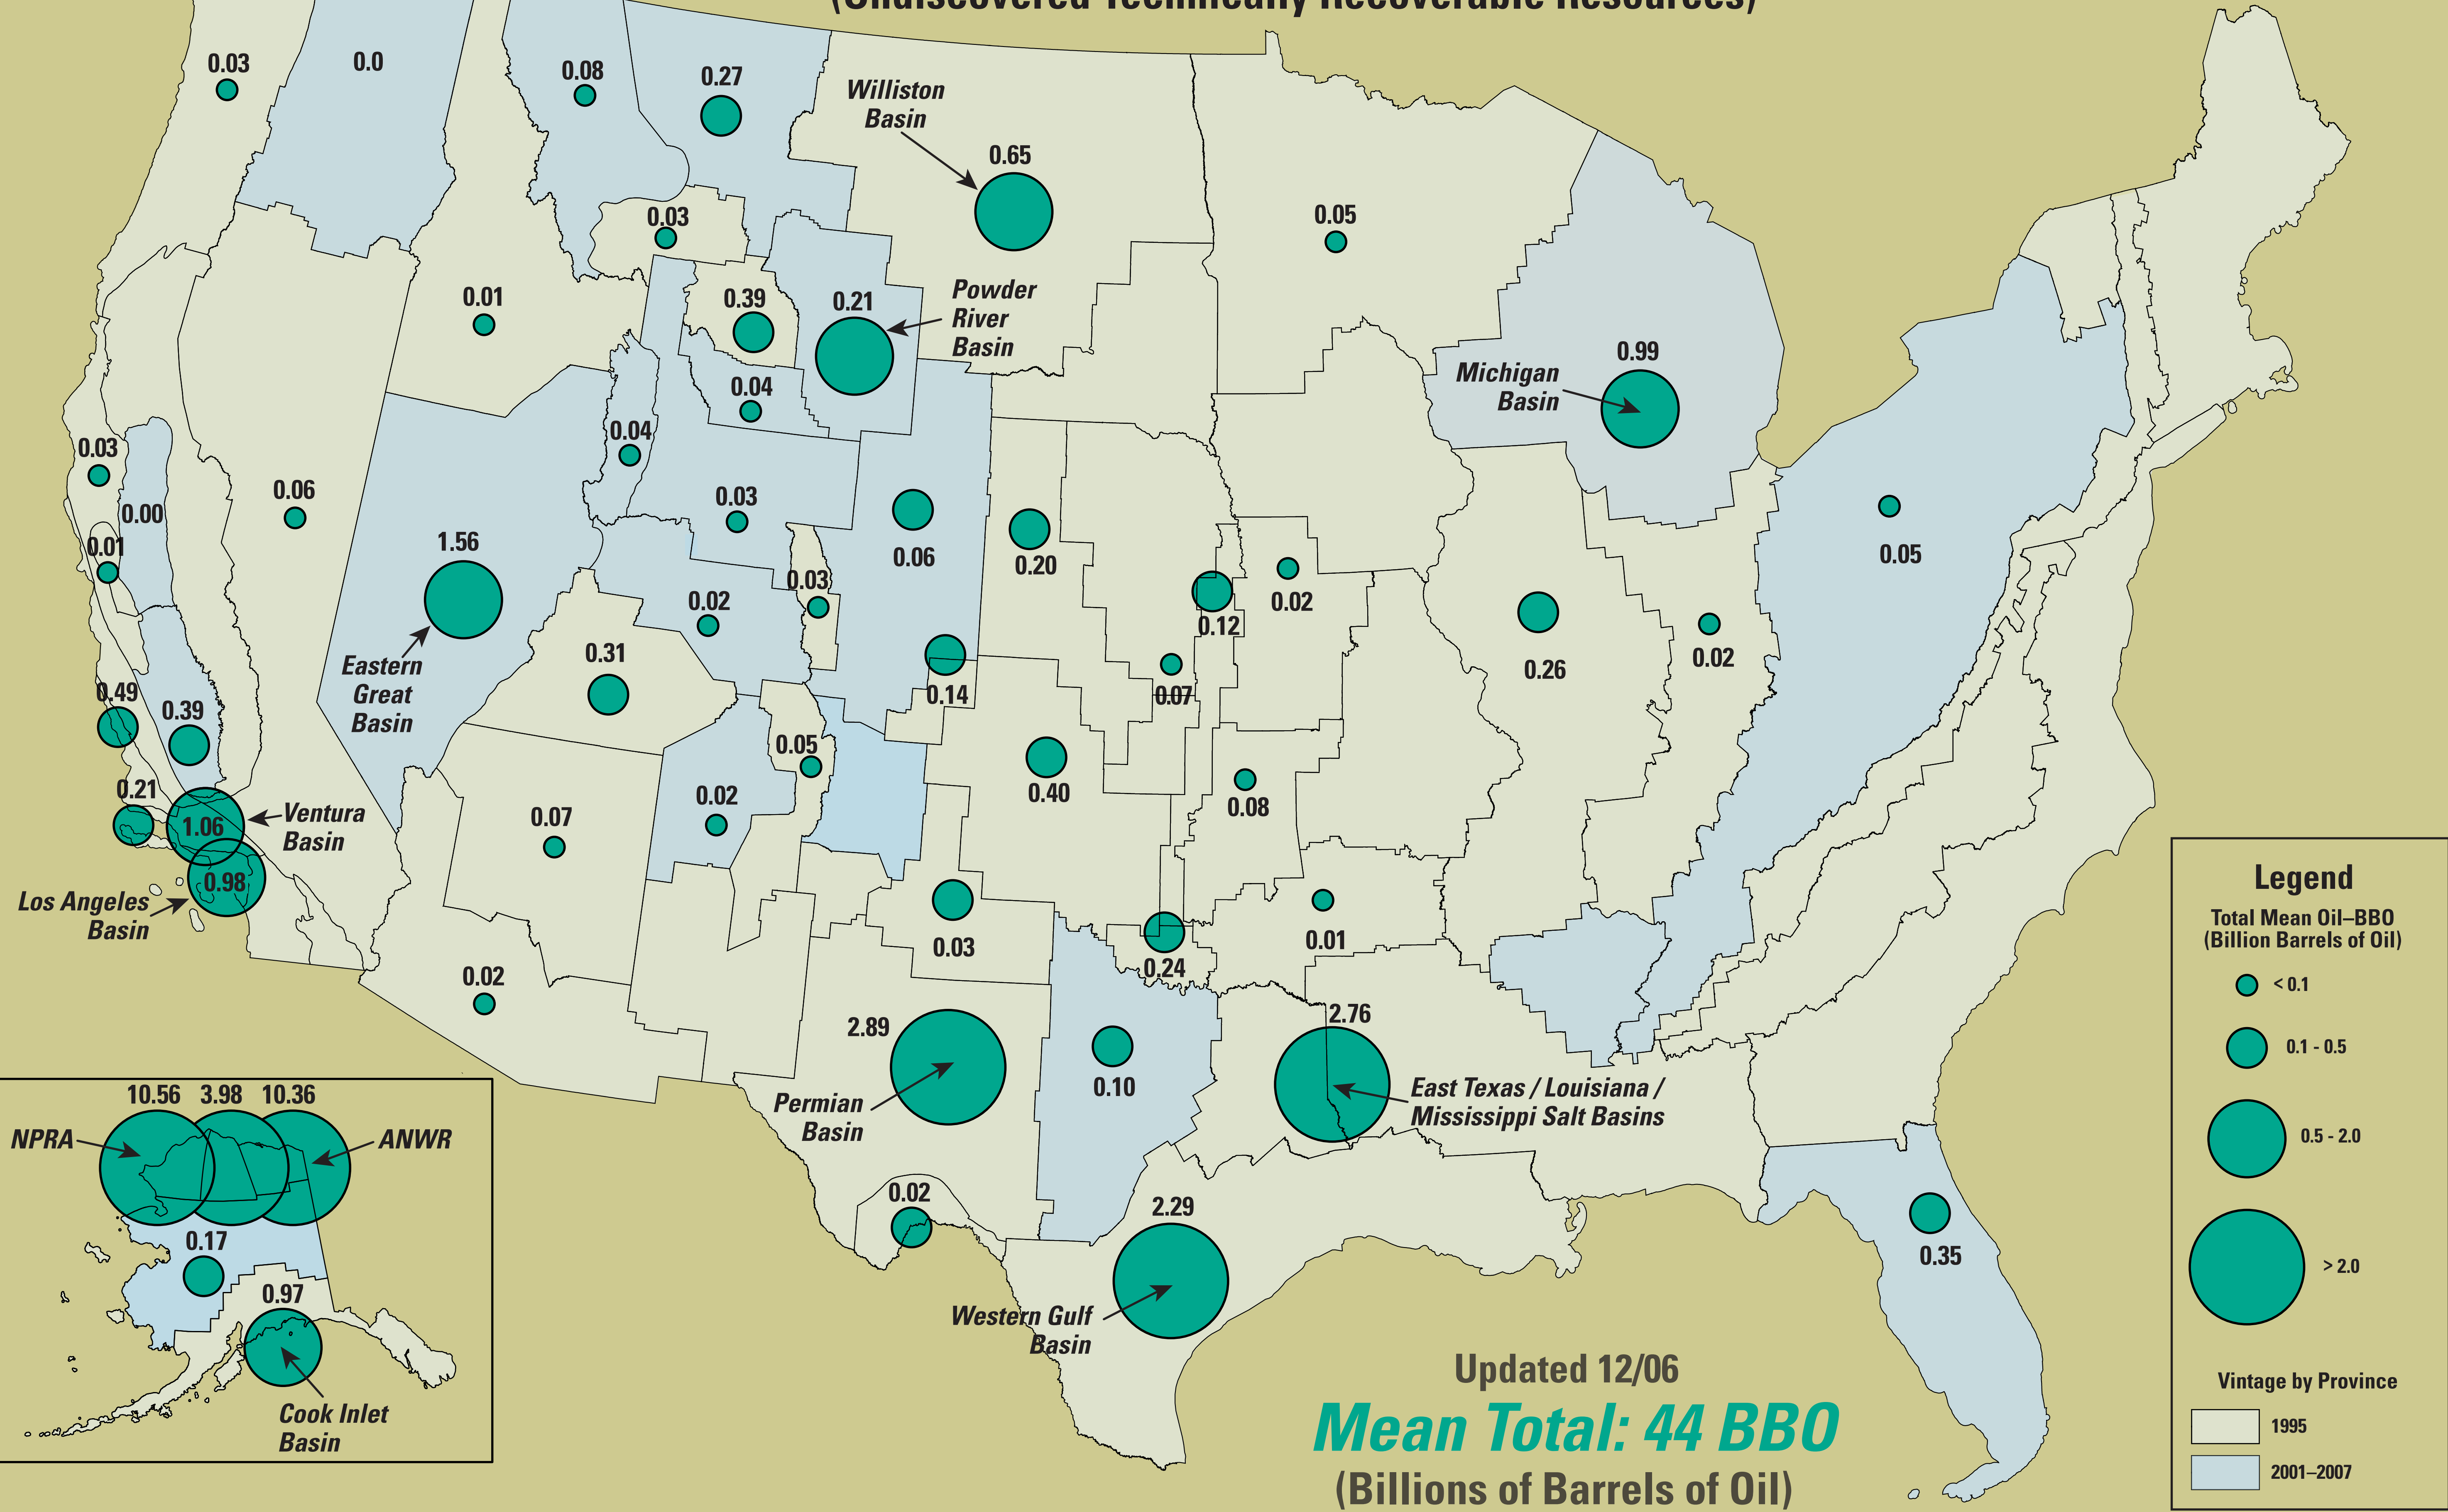 (Undiscovered Technically Recoverable Resources)
0.03
0.0
0.08
0.27
Williston
Basin
0.65
0.05
0.03
0.01
0.39
0.21
Powder
River
Basin
0.04
0.99
Michigan
Basin
0.04
0.03
0.00
0.01
0.06
0.03
1.56
Eastern
Great
Basin
0.06
0.20
0.05
0.03
0.02
0.12
0.02
0.26
0.02
0.31
0.14
0.07
0.49
0.39
0.05
0.40
0.08
0.21
1.06
Ventura
Basin
0.02
0.07
0.98
Los Angeles
Basin
0.03
0.01
0.24
0.02
2.89
Permian
Basin
0.10
2.76
East Texas / Louisiana /
Mississippi Salt Basins
0.02
2.29
Western Gulf
Basin
0.35
10.56 3.98 10.36
NPRA
ANWR
0.17
0.97
Cook Inlet
Basin
Updated 12/06
Mean Total: 44 BBO
(Billions of Barrels of Oil)
Legend
Total Mean Oil–BBO
(Billion Barrels of Oil)
< 0.1
0.1 - 0.5
0.5 - 2.0
> 2.0
Vintage by Province
1995
2001–2007